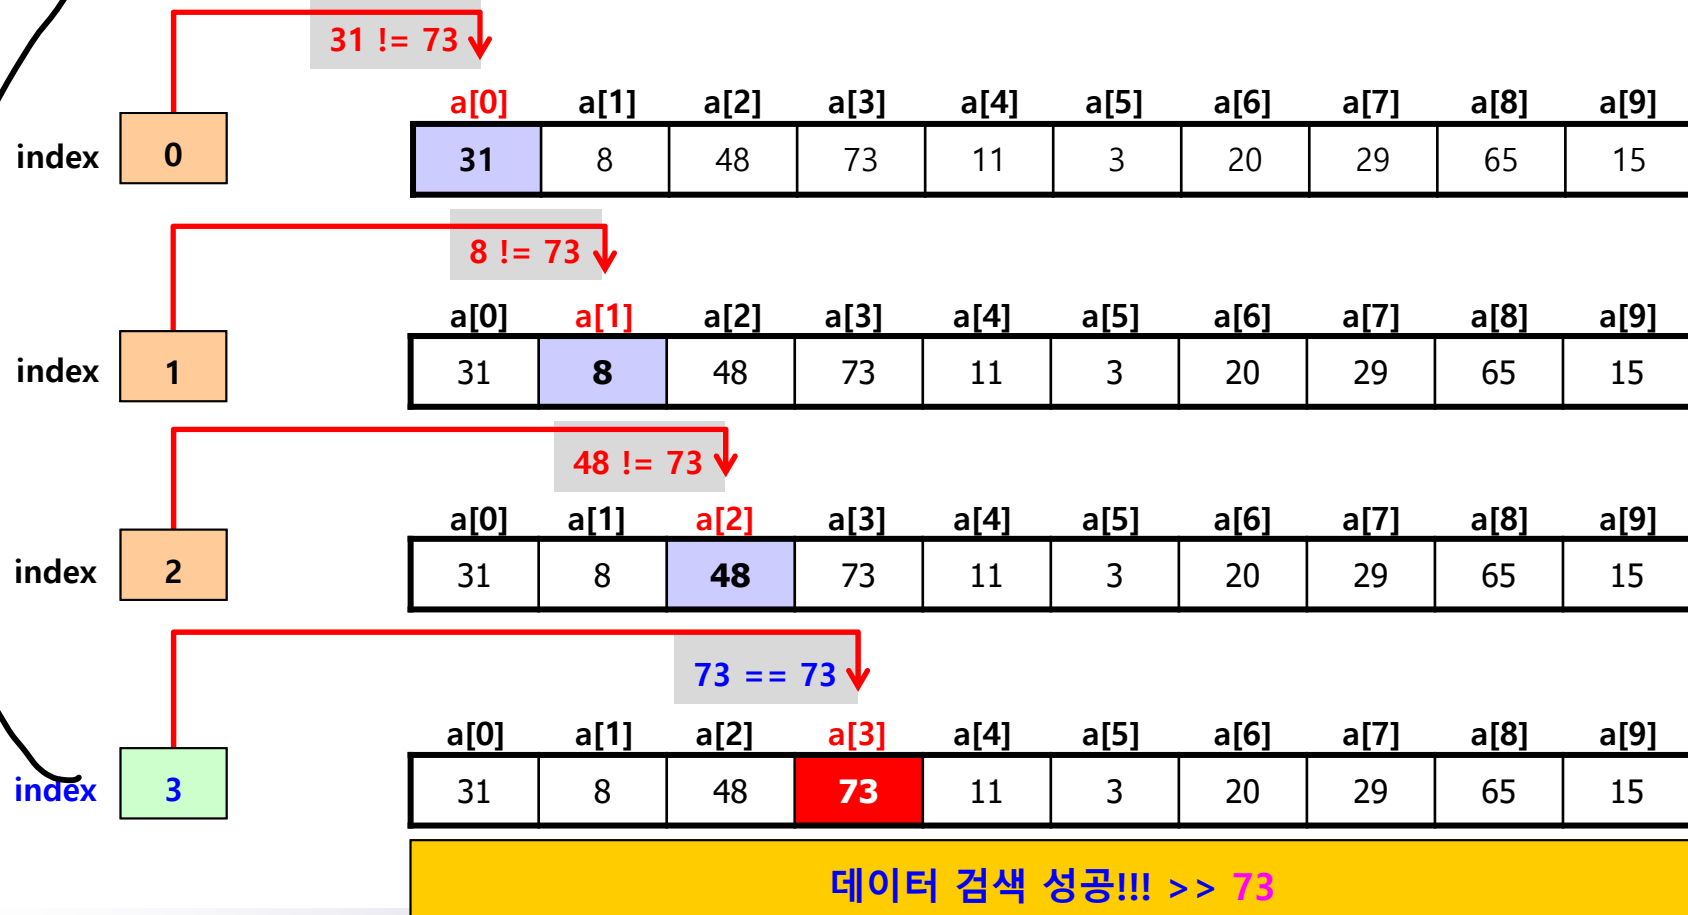 31 != 73
a[0] a[1] a[2] a[3] a[4] a[5] a[6] a[7] a[8] a[9]
index 0 31 8 48 73 11 3 20 29 65 15
8 != 73
a[0] a[1] a[2] a[3] a[4] a[5] a[6] a[7] a[8] a[9]
index 1 31 8 48 73 11 3 20 29 65 15
48 != 73
a[0] a[1] a[2] a[3] a[4] a[5] a[6] a[7] a[8] a[9]
index 2 31 8 48 73 11 3 20 29 65 15
73 == 73
a[0] a[1] a[2] a[3] a[4] a[5] a[6] a[7] a[8] a[9]
index 3 31 8 48 73 11 3 20 29 65 15
데이터 검색 성공!!! >> 73